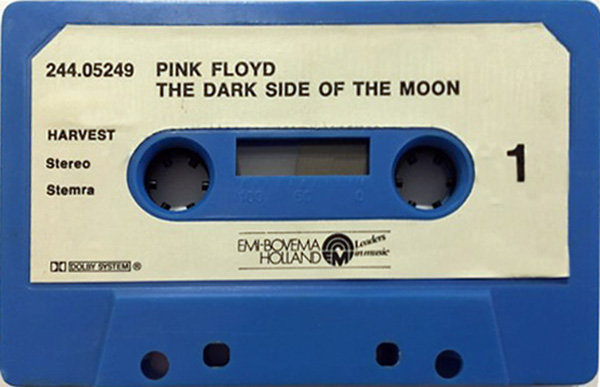 244.05249 PINK FLOYD
THE DARK SIDE OF THE MOON
HARVEST
Stereo
Stemra
1
100 50 0
EMI-BOVEMA
HOLLAND
Leaders
in music
DOLBY SYSTEM ®